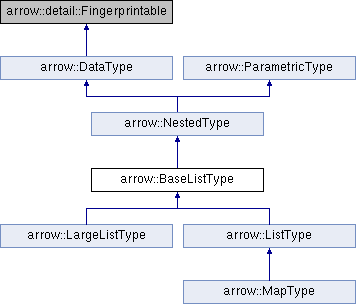 arrow::detail::Fingerprintable
arrow::DataType
arrow::ParametricType
arrow::NestedType
arrow::BaseListType
arrow::LargeListType
arrow::ListType
arrow::MapType